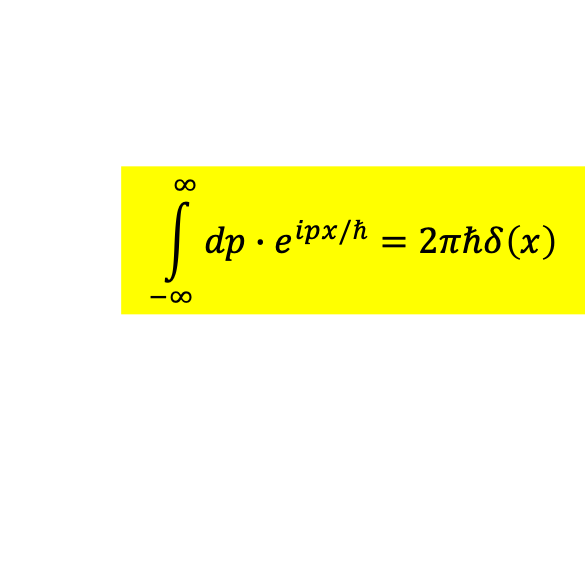 ∫_{-∞}^{∞} dp · e^{ipx/ħ} = 2πħδ(x)